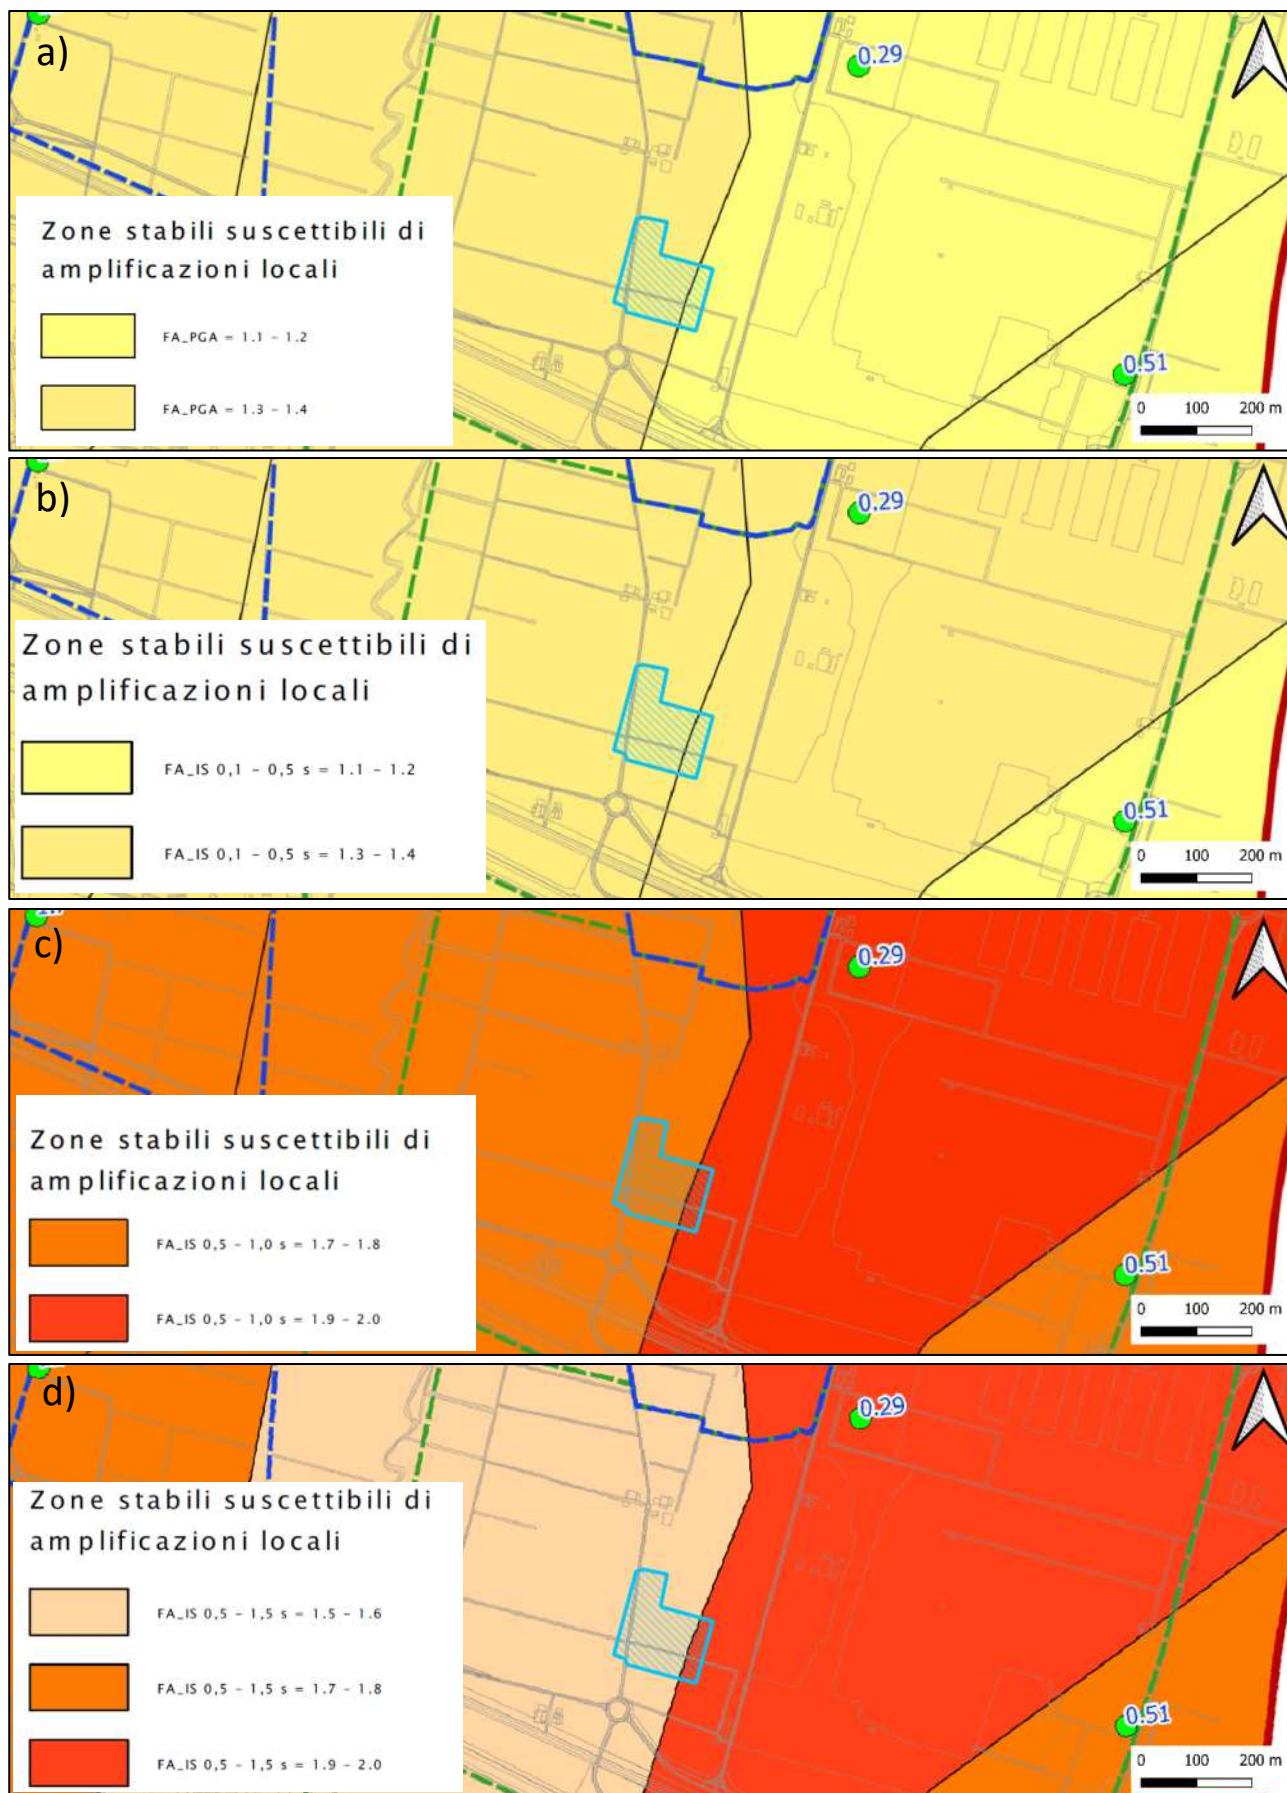 a)
0.29
Zone stabili suscettibili di
amplificazioni locali
FA_PGA = 1.1 – 1.2
FA_PGA = 1.3 – 1.4
0.51
0 100 200 m
b)
0.29
Zone stabili suscettibili di
amplificazioni locali
FA_IS 0,1 – 0,5 s = 1.1 – 1.2
FA_IS 0,1 – 0,5 s = 1.3 – 1.4
0.51
0 100 200 m
c)
0.29
Zone stabili suscettibili di
amplificazioni locali
FA_IS 0,5 – 1,0 s = 1.7 – 1.8
FA_IS 0,5 – 1,0 s = 1.9 – 2.0
0.51
0 100 200 m
d)
0.29
Zone stabili suscettibili di
amplificazioni locali
FA_IS 0,5 – 1,5 s = 1.5 – 1.6
FA_IS 0,5 – 1,5 s = 1.7 – 1.8
FA_IS 0,5 – 1,5 s = 1.9 – 2.0
0.51
0 100 200 m